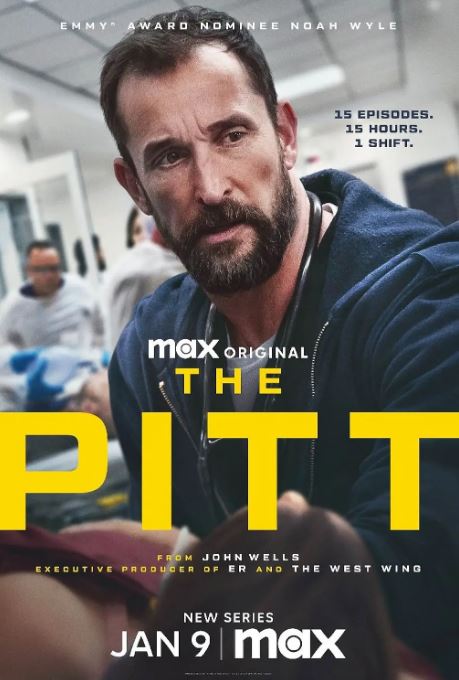 EMMY® AWARD NOMINEE NOAH WYLE
15 EPISODES.
15 HOURS.
1 SHIFT.
max ORIGINAL
THE
PITT
FROM JOHN WELLS
EXECUTIVE PRODUCER OF ER AND THE WEST WING
NEW SERIES
JAN 9 | max